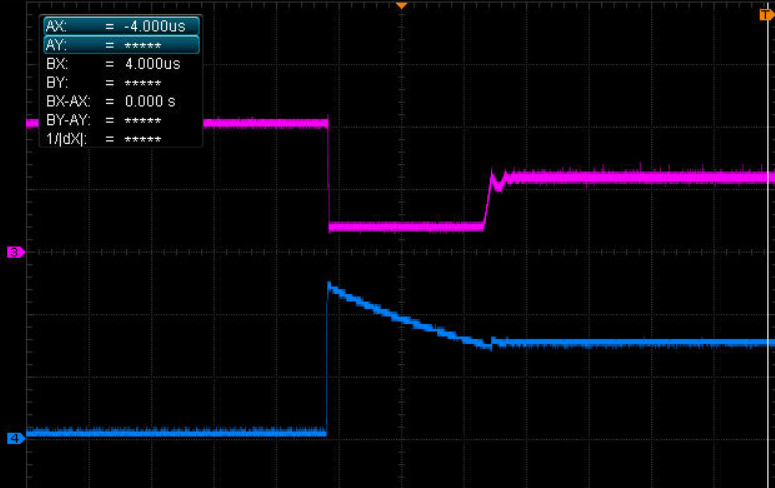 AX: = -4.000us
AY: = *****
BX: = 4.000us
BY: = *****
BX-AX: = 0.000 s
BY-AY: = *****
1/|dX|: = *****
T
3
4